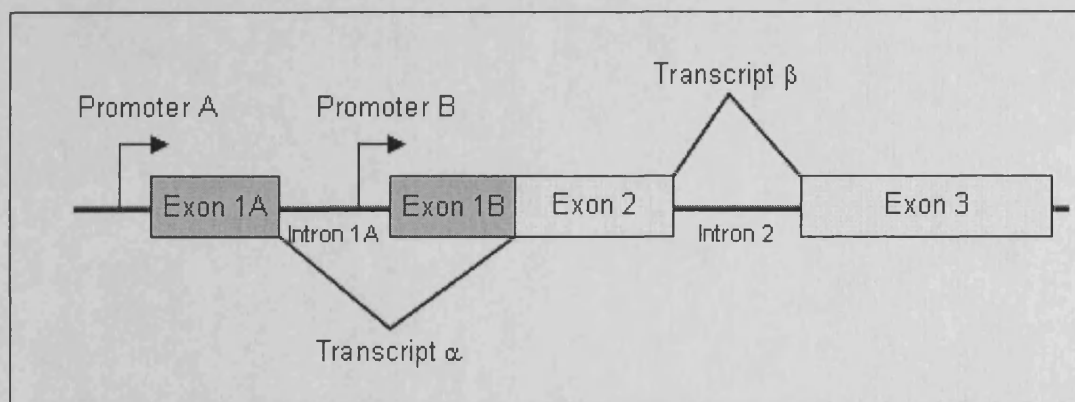 Transcript β
Promoter A
Promoter B
Exon 1A
Intron 1A
Exon 1B
Exon 2
Intron 2
Exon 3
Transcript α